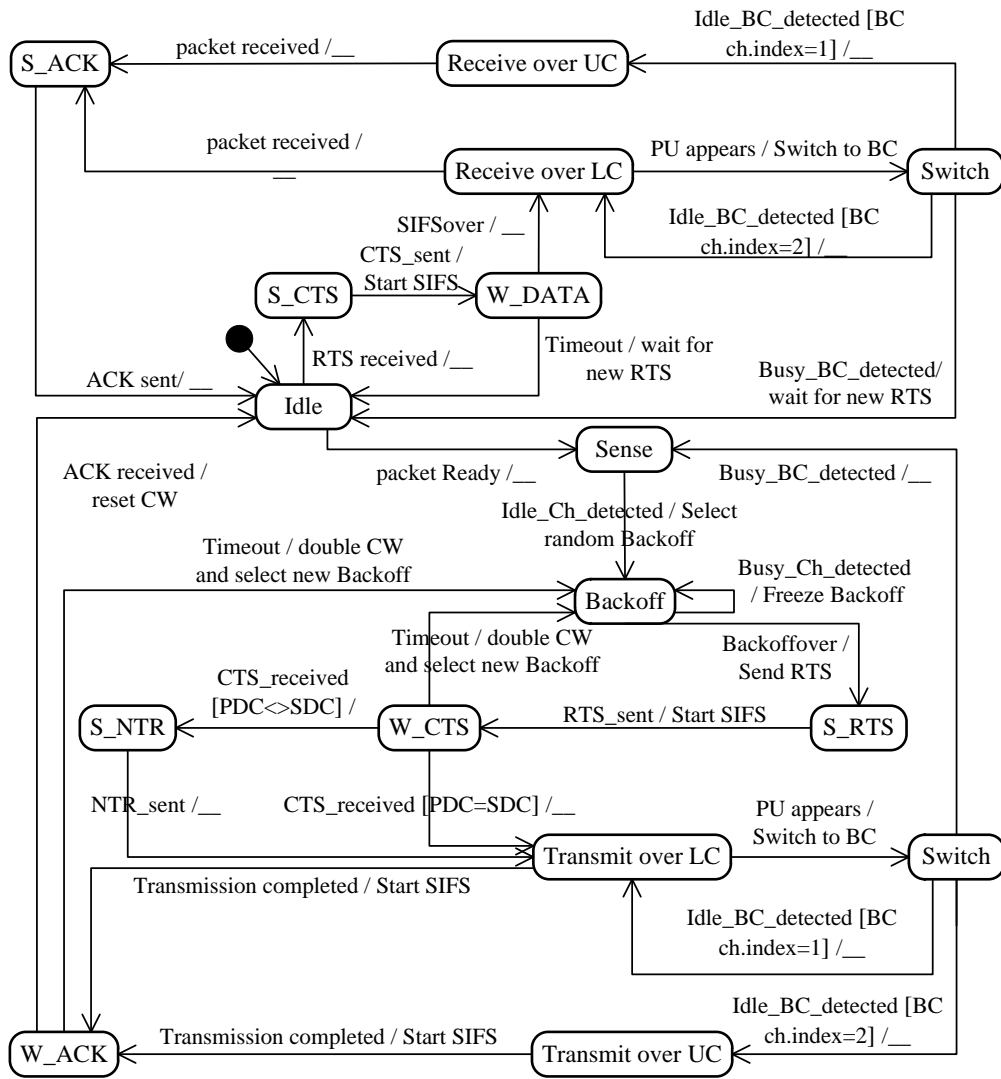 Idle_BC_detected [BC
ch.index=1] /__
packet received /__
S_ACK
Receive over UC
packet received /
__
PU appears / Switch to BC
Receive over LC
Switch
SIFSover / __
Idle_BC_detected [BC
ch.index=2] /__
CTS_sent /
Start SIFS
S_CTS
W_DATA
RTS received /__
Timeout / wait for
new RTS
ACK sent/ __
Busy_BC_detected/
wait for new RTS
Idle
Sense
ACK received /
reset CW
packet Ready /__
Busy_BC_detected /__
Idle_Ch_detected / Select
random Backoff
Timeout / double CW
and select new Backoff
Busy_Ch_detected
/ Freeze Backoff
Backoff
Timeout / double CW
and select new Backoff
Backoffover /
Send RTS
CTS_received
[PDC<>SDC] /
RTS_sent / Start SIFS
S_NTR
W_CTS
S_RTS
NTR_sent /__
CTS_received [PDC=SDC] /__
PU appears /
Switch to BC
Transmit over LC
Switch
Transmission completed / Start SIFS
Idle_BC_detected [BC
ch.index=1] /__
Idle_BC_detected [BC
ch.index=2] /__
Transmission completed / Start SIFS
W_ACK
Transmit over UC